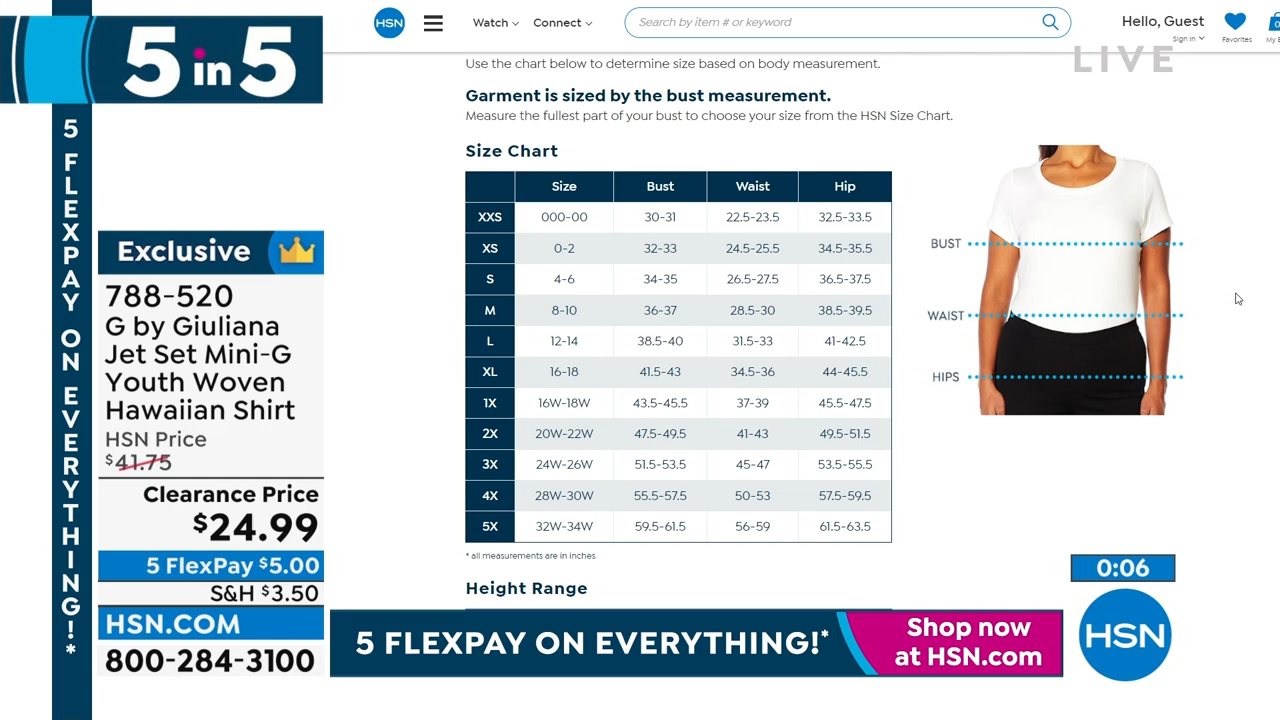 5 in 5
5 FLEXPAY ON EVERYTHING!*
Exclusive
788-520
G by Giuliana
Jet Set Mini-G
Youth Woven
Hawaiian Shirt
HSN Price
$41.75
Clearance Price
$24.99
5 FlexPay $5.00
S&H $3.50
HSN.COM
800-284-3100
HSN
Watch
Connect
Search by item # or keyword
Hello, Guest
Sign In
Favorites
0
LIVE
Use the chart below to determine size based on body measurement.
Garment is sized by the bust measurement.
Measure the fullest part of your bust to choose your size from the HSN Size Chart.
Size Chart
Size Bust Waist Hip
XXS 000-00 30-31 22.5-23.5 32.5-33.5
XS 0-2 32-33 24.5-25.5 34.5-35.5
S 4-6 34-35 26.5-27.5 36.5-37.5
M 8-10 36-37 28.5-30 38.5-39.5
L 12-14 38.5-40 31.5-33 41-42.5
XL 16-18 41.5-43 34.5-36 44-45.5
1X 16W-18W 43.5-45.5 37-39 45.5-47.5
2X 20W-22W 47.5-49.5 41-43 49.5-51.5
3X 24W-26W 51.5-53.5 45-47 53.5-55.5
4X 28W-30W 55.5-57.5 50-53 57.5-59.5
5X 32W-34W 59.5-61.5 56-59 61.5-63.5
* all measurements are in inches
Height Range
BUST
WAIST
HIPS
0:06
5 FLEXPAY ON EVERYTHING!*
Shop now
at HSN.com
HSN